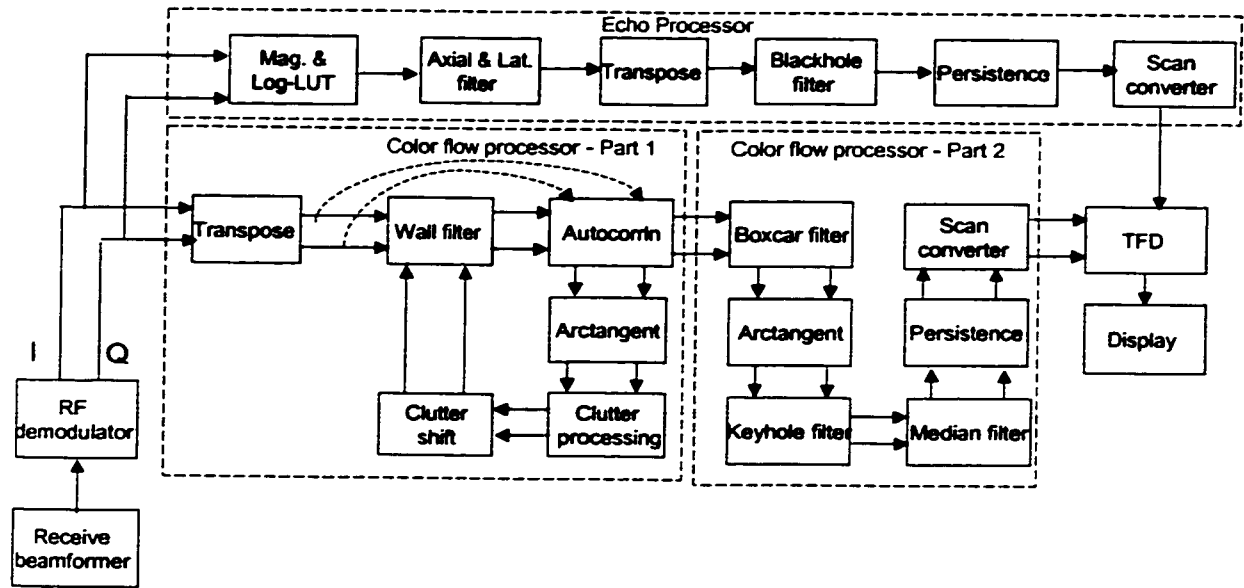 Echo Processor
Mag. &
Log-LUT
Axial & Lat.
filter
Transpose
Blackhole
filter
Persistence
Scan
converter
Color flow processor - Part 1
Color flow processor - Part 2
Transpose
Wall filter
Autocorrln
Boxcar filter
Scan
converter
TFD
Arctangent
Arctangent
Persistence
Display
I
Q
RF
demodulator
Clutter
shift
Clutter
processing
Keyhole filter
Median filter
Receive
beamformer